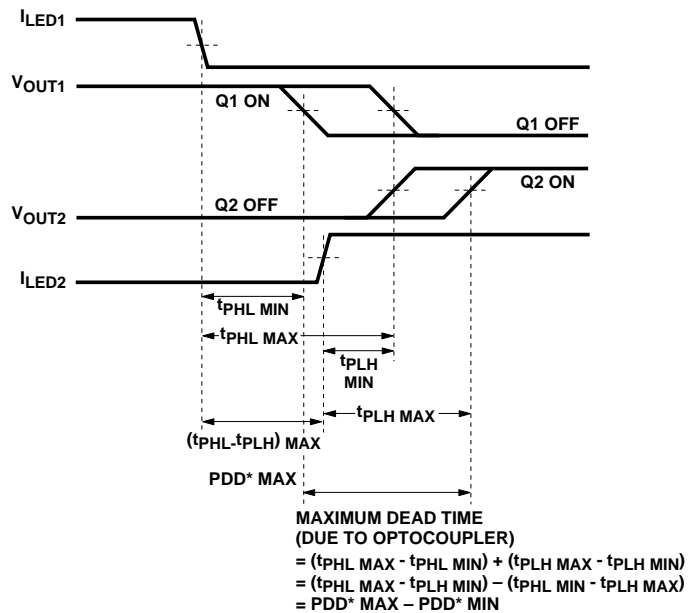 ILED1
VOUT1
Q1 ON
Q1 OFF
Q2 ON
Q2 OFF
VOUT2
ILED2
tPHL MIN
tPHL MAX
tPLH
MIN
tPLH MAX
(tPHL-tPLH) MAX
PDD* MAX
MAXIMUM DEAD TIME
(DUE TO OPTOCOUPLER)
= (tPHL MAX - tPHL MIN) + (tPLH MAX - tPLH MIN)
= (tPHL MAX - tPLH MIN) – (tPHL MIN - tPLH MAX)
= PDD* MAX – PDD* MIN